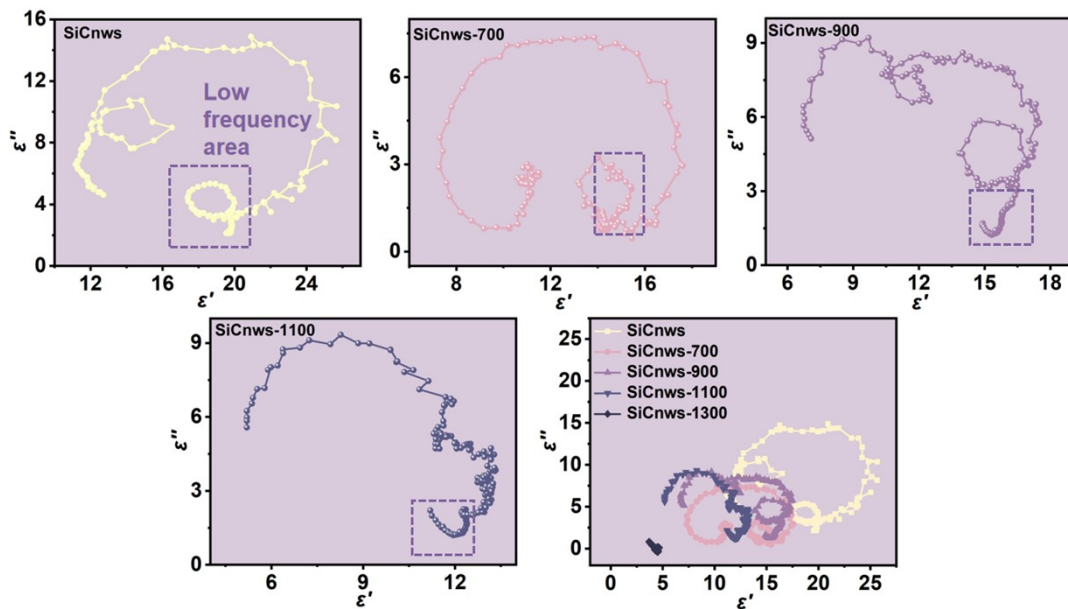 SiCnws
16
12
8
4
0
ε″
Low
frequency
area
12 16 20 24
ε′
SiCnws-700
6
3
0
8 12 16
ε′
SiCnws-900
9
6
3
0
ε″
6 9 12 15 18
ε′
SiCnws-1100
9
6
3
0
ε″
6 9 12
ε′
SiCnws
SiCnws-700
SiCnws-900
SiCnws-1100
SiCnws-1300
25
20
15
10
5
0
ε″
0 5 10 15 20 25
ε′